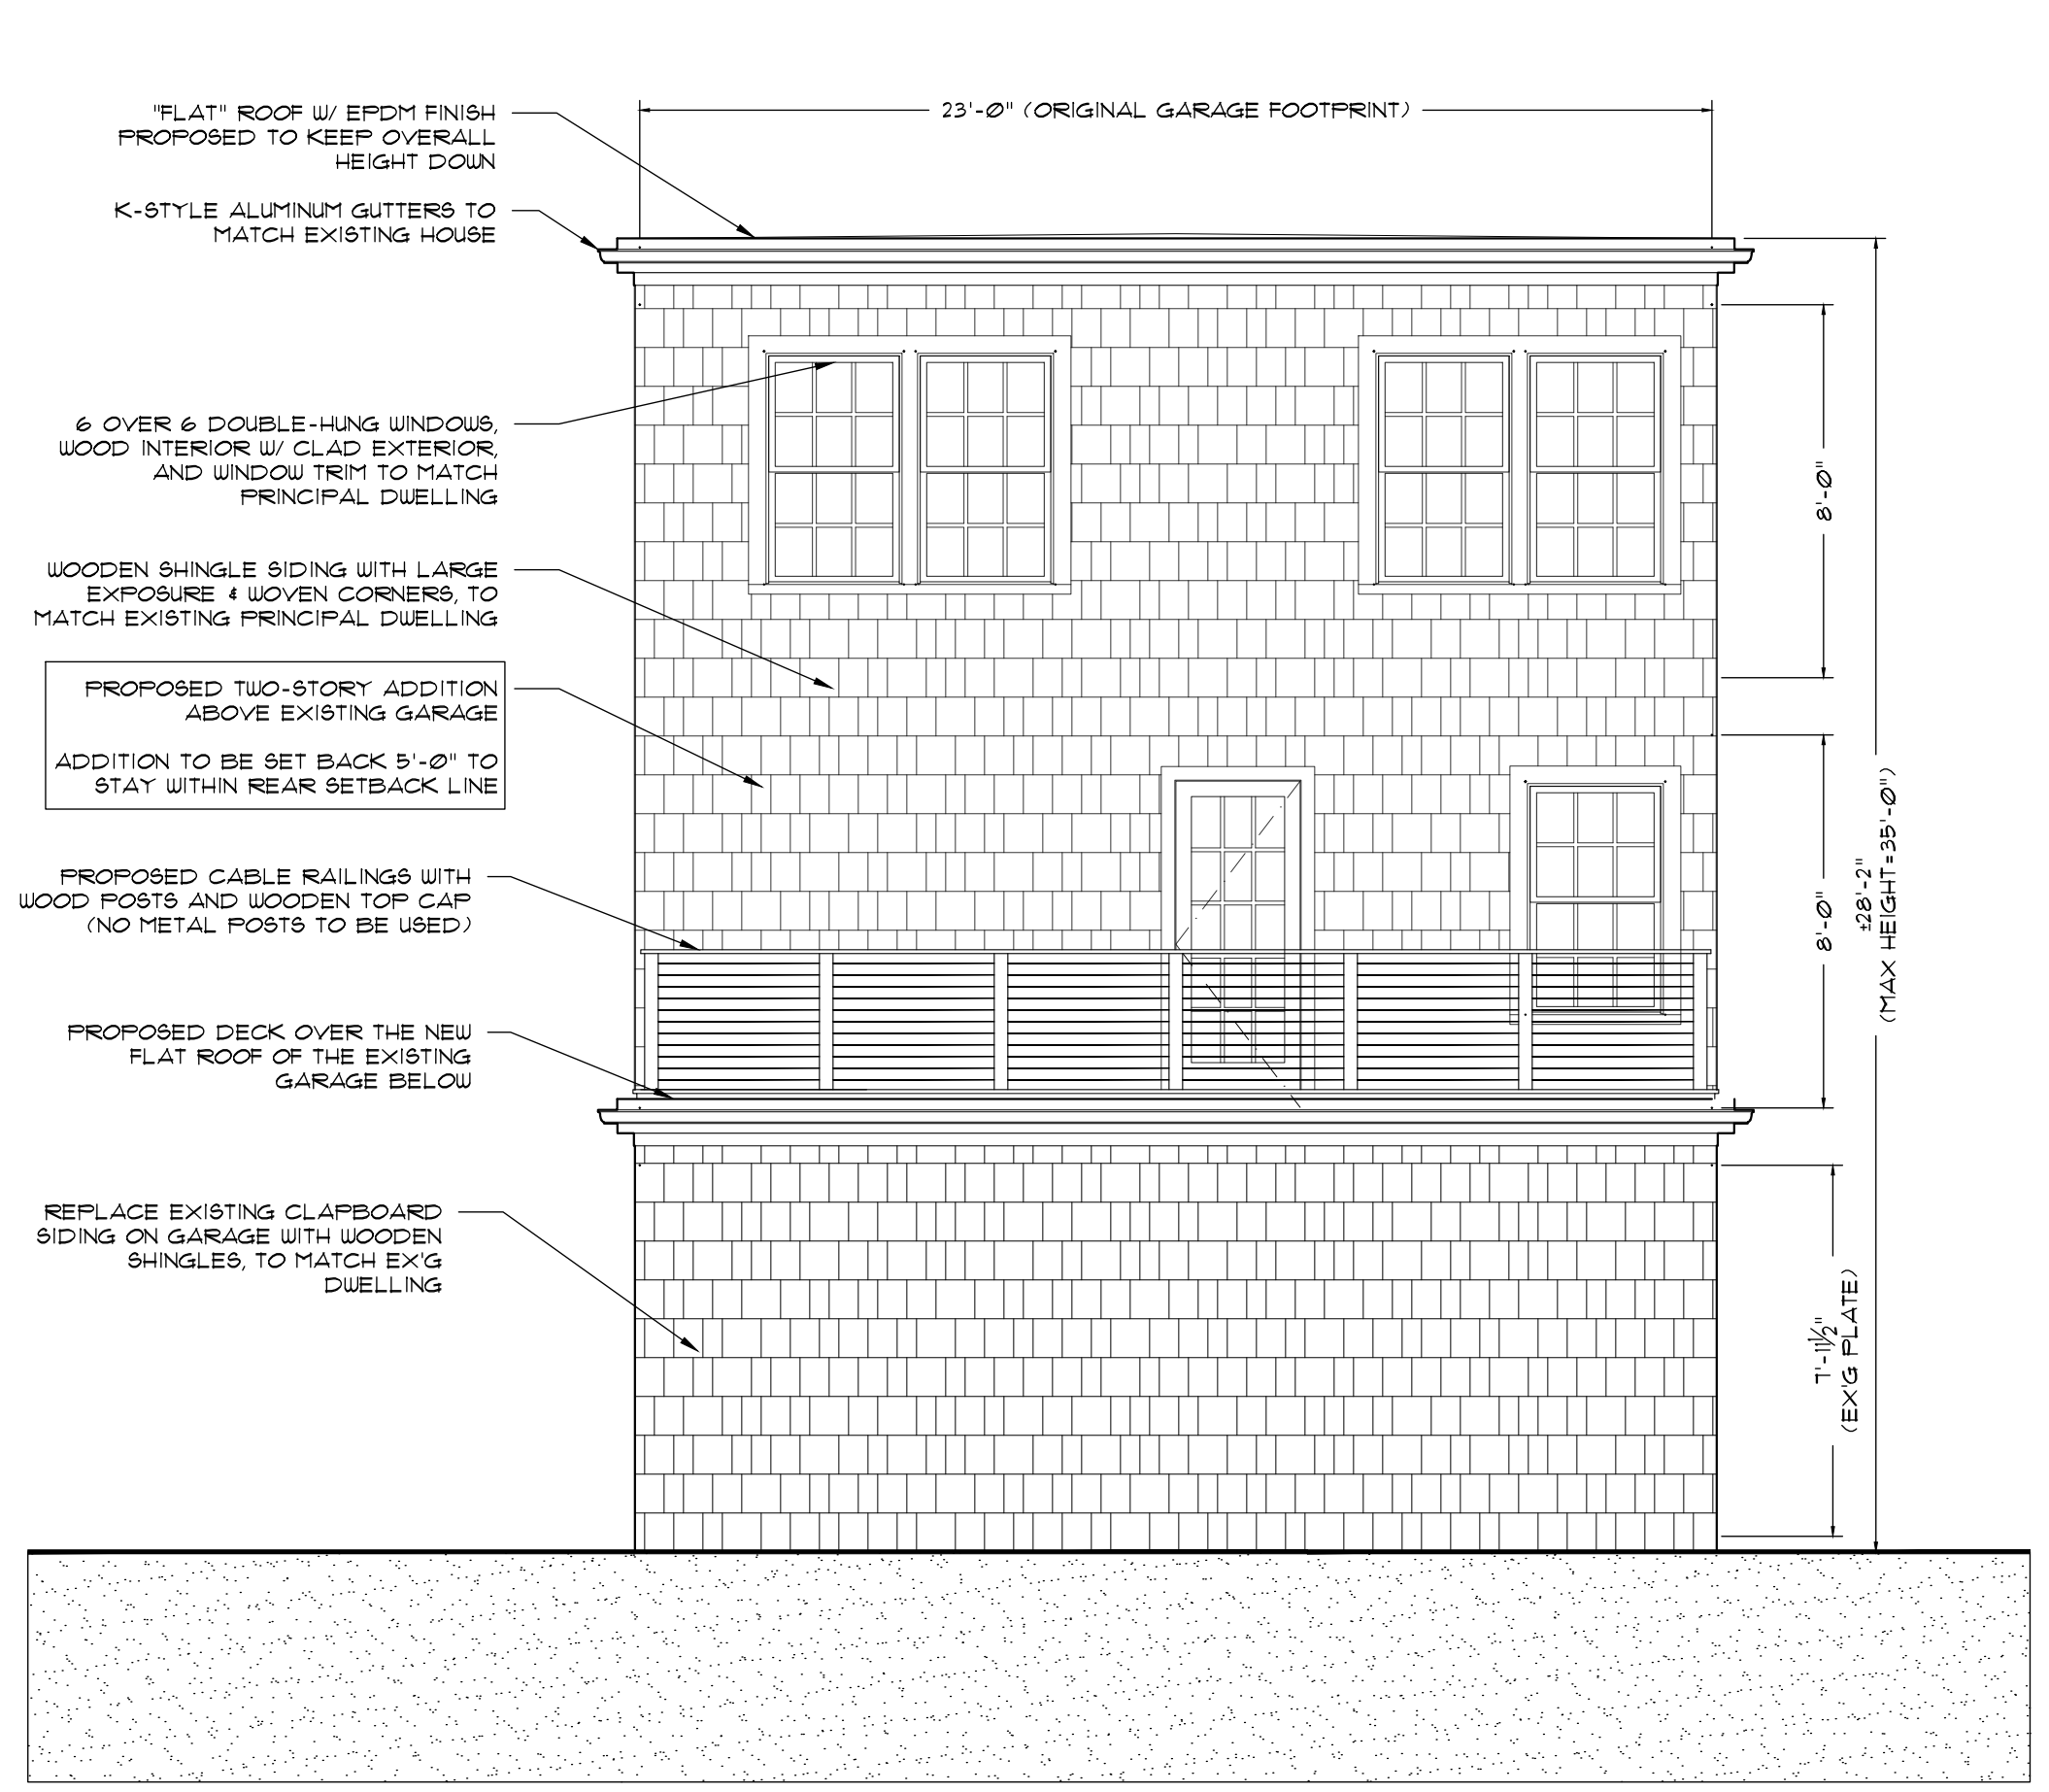 "FLAT" ROOF W/ EPDM FINISH
PROPOSED TO KEEP OVERALL
HEIGHT DOWN
23'-0" (ORIGINAL GARAGE FOOTPRINT)
K-STYLE ALUMINUM GUTTERS TO
MATCH EXISTING HOUSE
6 OVER 6 DOUBLE-HUNG WINDOWS,
WOOD INTERIOR W/ CLAD EXTERIOR,
AND WINDOW TRIM TO MATCH
PRINCIPAL DWELLING
8'-0"
WOODEN SHINGLE SIDING WITH LARGE
EXPOSURE & WOVEN CORNERS, TO
MATCH EXISTING PRINCIPAL DWELLING
PROPOSED TWO-STORY ADDITION
ABOVE EXISTING GARAGE
ADDITION TO BE SET BACK 5'-0" TO
STAY WITHIN REAR SETBACK LINE
PROPOSED CABLE RAILINGS WITH
WOOD POSTS AND WOODEN TOP CAP
(NO METAL POSTS TO BE USED)
8'-0"
±28'-2"
(MAX HEIGHT=35'-0")
PROPOSED DECK OVER THE NEW
FLAT ROOF OF THE EXISTING
GARAGE BELOW
REPLACE EXISTING CLAPBOARD
SIDING ON GARAGE WITH WOODEN
SHINGLES, TO MATCH EX'G
DWELLING
7'-11½"
(EX'G PLATE)